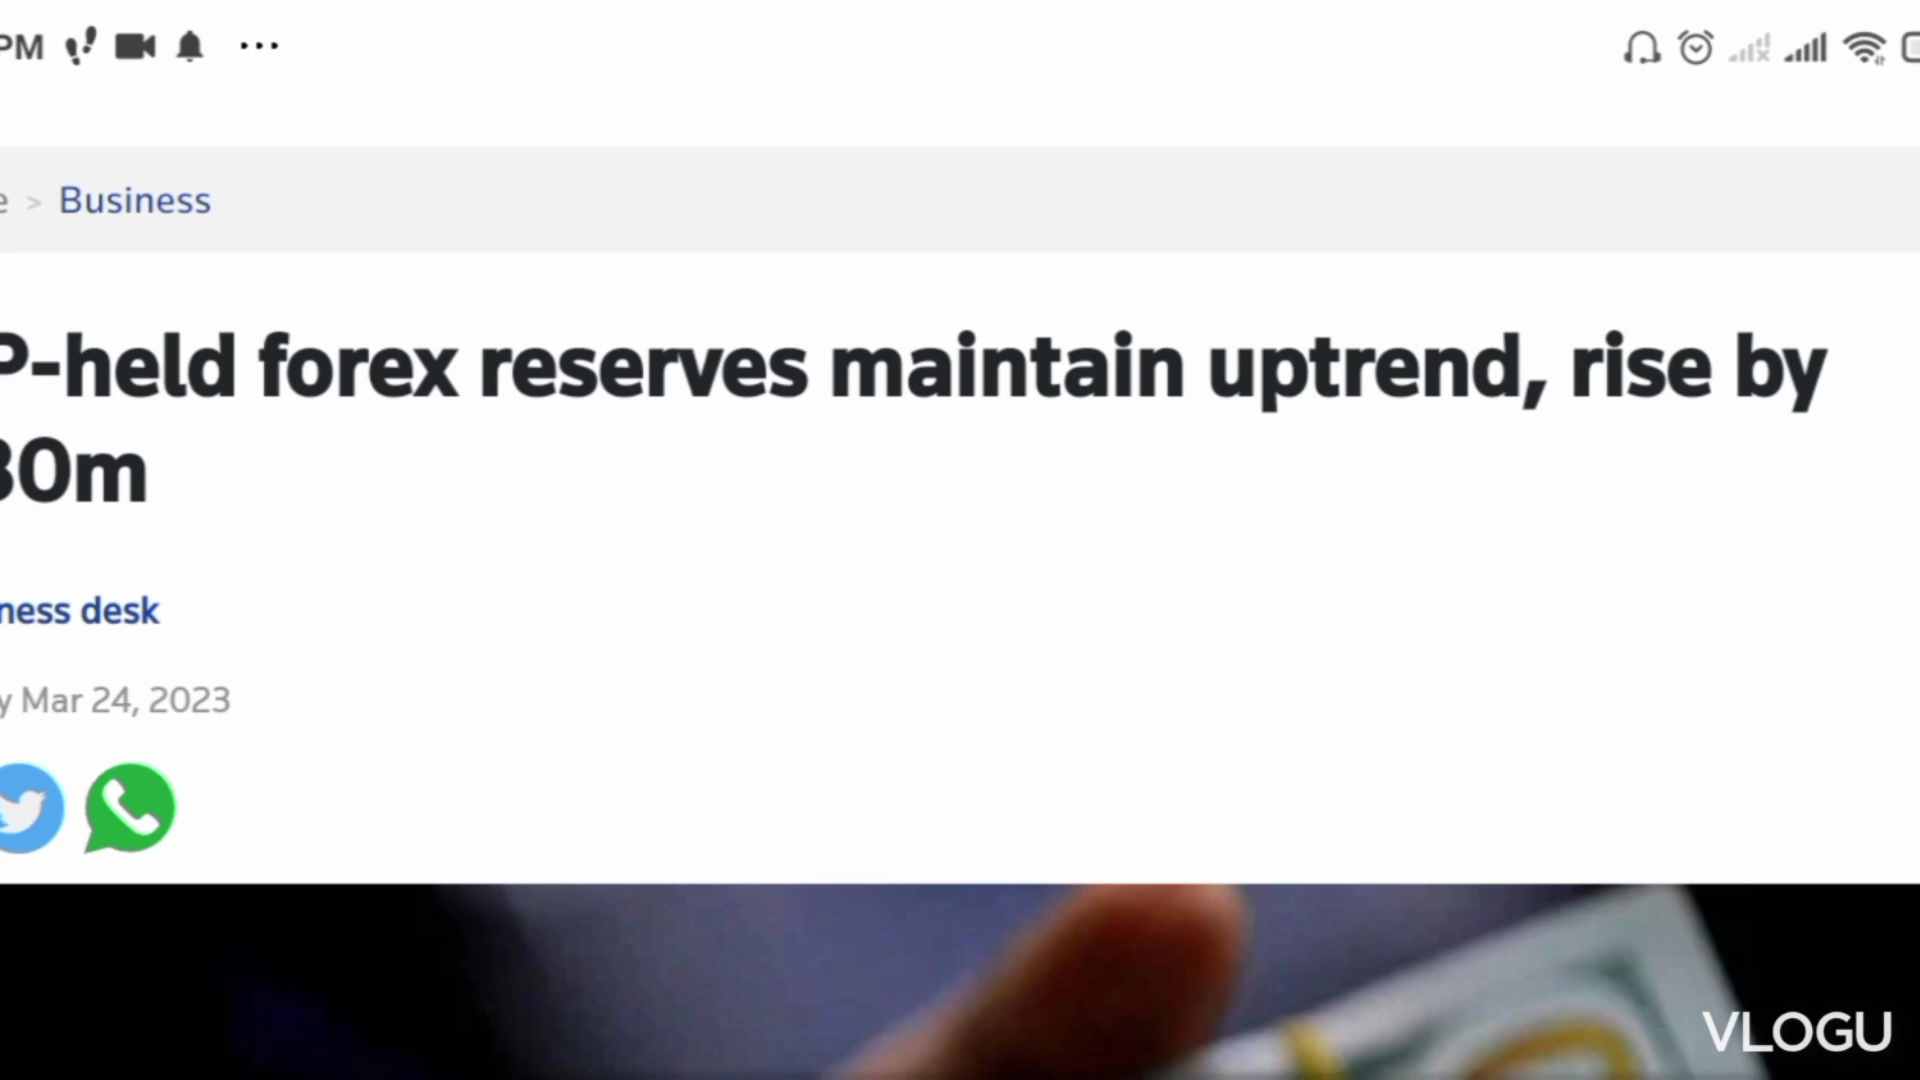 PM
> Business
P-held forex reserves maintain uptrend, rise by
30m
ness desk
y Mar 24, 2023
VLOGU